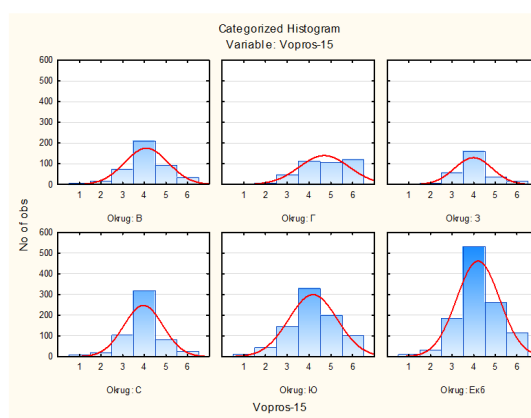 Categorized Histogram
Variable: Vopros-15
No of obs
600
500
400
300
200
100
0
1 2 3 4 5 6
Okrug: В
1 2 3 4 5 6
Okrug: Г
1 2 3 4 5 6
Okrug: З
600
500
400
300
200
100
0
1 2 3 4 5 6
Okrug: С
1 2 3 4 5 6
Okrug: Ю
1 2 3 4 5 6
Okrug: Ек6
Vopros-15